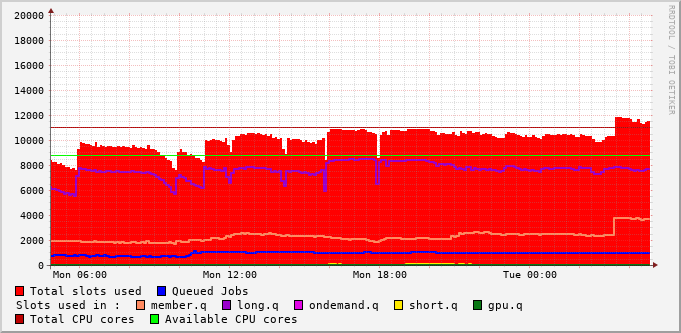 20000
18000
16000
14000
12000
10000
8000
6000
4000
2000
0
Mon 06:00 Mon 12:00 Mon 18:00 Tue 00:00
RRDTOOL / TOBI OETIKER
Total slots used Queued Jobs
Slots used in : member.q long.q ondemand.q short.q gpu.q
Total CPU cores Available CPU cores